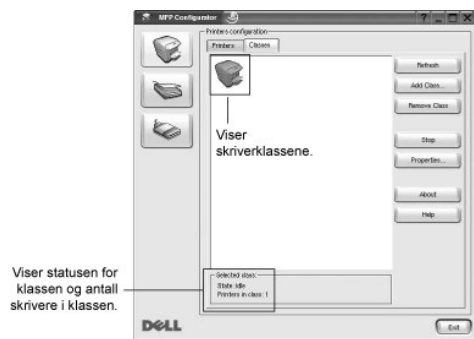 MFP Configurator
Printers configuration
Printers
Classes
Refresh
Add Class...
Remove Class
Viser
skriverklassene.
Stop
Properties...
About
Help
Viser statusen for
klassen og antall
skrivere i klassen.
Selected class:
State: idle
Printers in class: 1
DELL
Exit